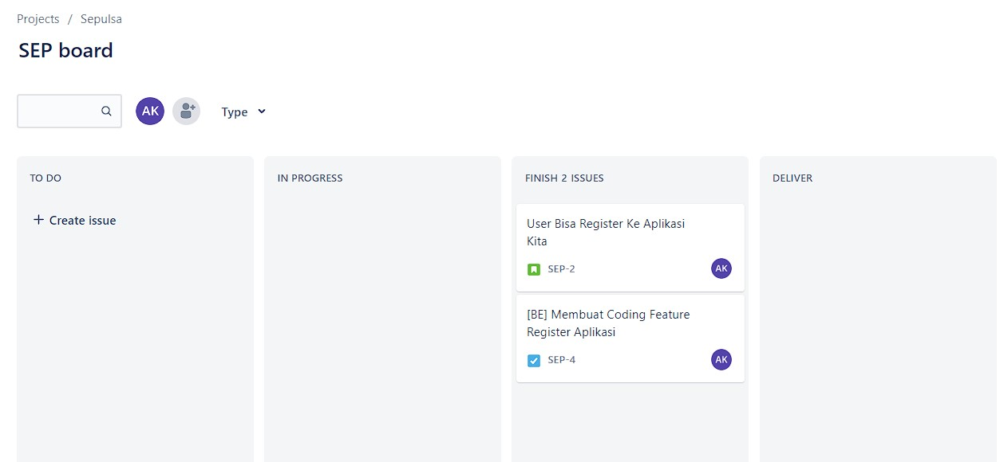 Projects / Sepulsa
SEP board
AK
Type
TO DO
+ Create issue
IN PROGRESS
FINISH 2 ISSUES
User Bisa Register Ke Aplikasi
Kita
SEP-2
AK
[BE] Membuat Coding Feature
Register Aplikasi
SEP-4
AK
DELIVER